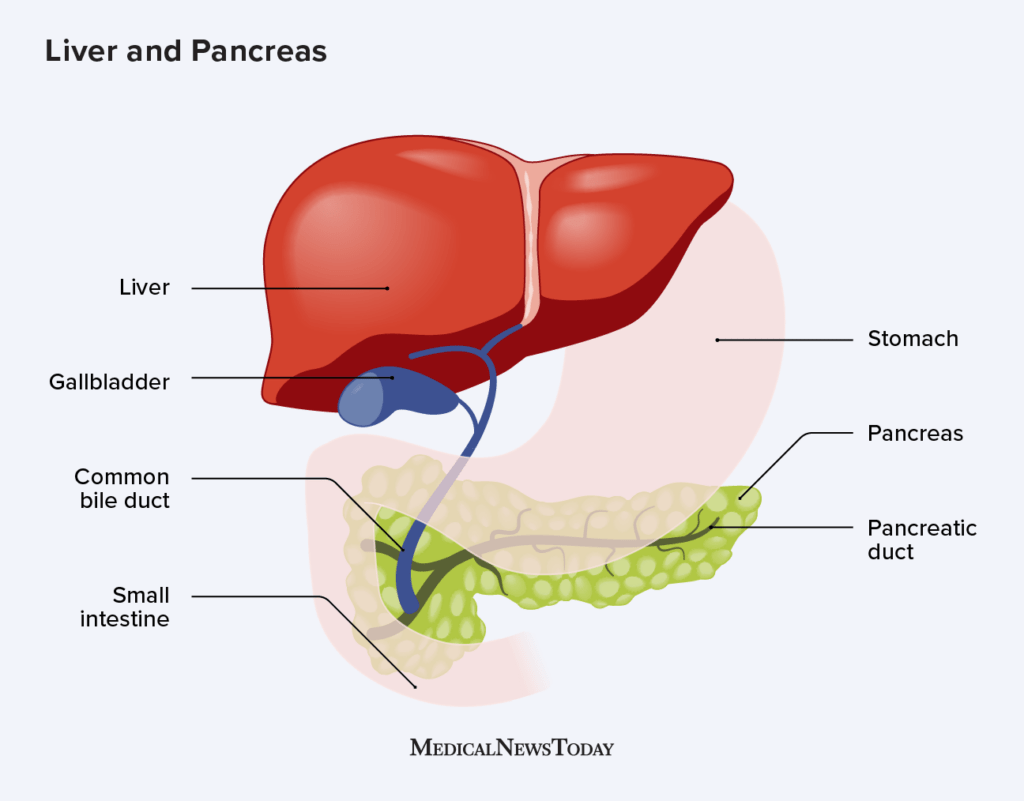 Liver and Pancreas
Liver
Gallbladder
Common
bile duct
Small
intestine
Stomach
Pancreas
Pancreatic
duct
MEDICALNEWSTODAY